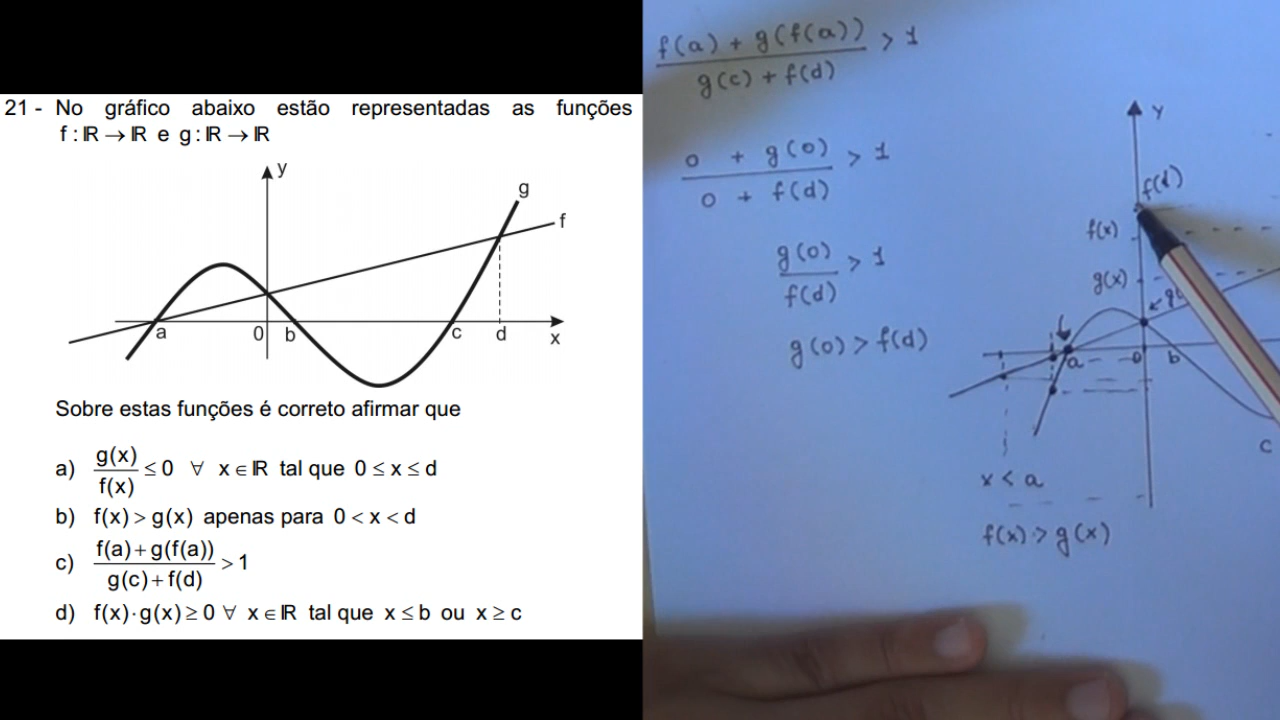 21 - No gráfico abaixo estão representadas as funções
f : ℝ → ℝ e g : ℝ → ℝ
y
g
f
a
0
b
c
d
x
Sobre estas funções é correto afirmar que
a) g(x)/f(x) ≤ 0 ∀ x ∈ ℝ tal que 0 ≤ x ≤ d
b) f(x) > g(x) apenas para 0 < x < d
c) f(a)+g(f(a))/g(c)+f(d) > 1
d) f(x)·g(x) ≥ 0 ∀ x ∈ ℝ tal que x ≤ b ou x ≥ c
f(a) + g(f(a))
g(c) + f(d)
> 1
0 + g(0)
0 + f(d)
> 1
g(0)
f(d)
> 1
g(0) > f(d)
y
f(d)
f(x)
g(x)
a
0
b
c
x < a
f(x) > g(x)